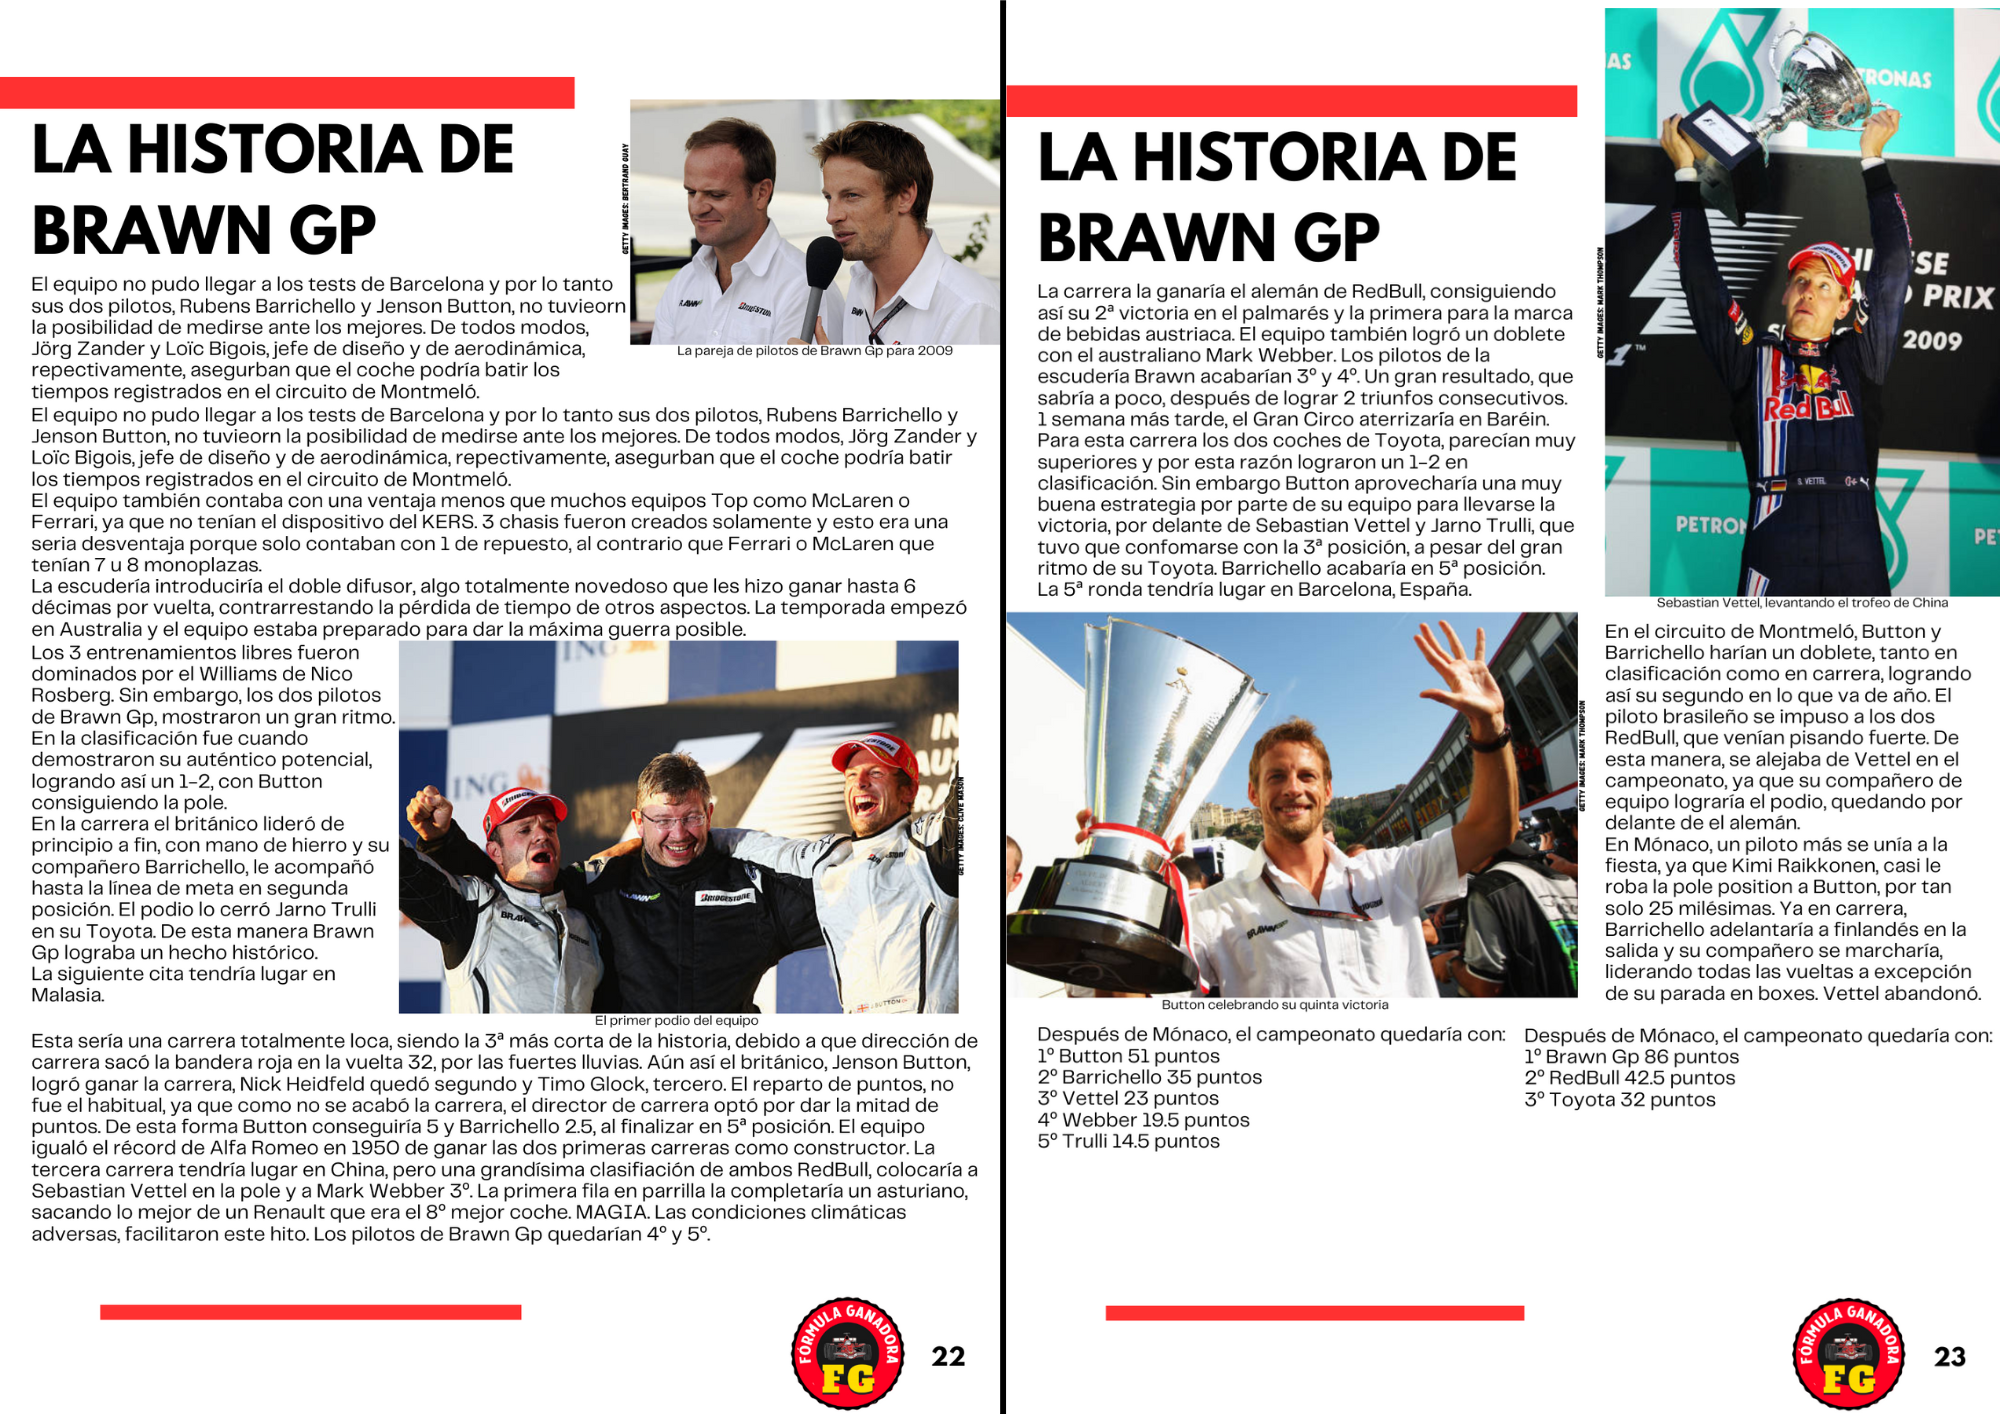 LA HISTORIA DE
BRAWN GP
GETTY IMAGES: BERTRAND GUAY
BRAWN
BRIDGESTONE
La pareja de pilotos de Brawn Gp para 2009
El equipo no pudo llegar a los tests de Barcelona y por lo tanto
sus dos pilotos, Rubens Barrichello y Jenson Button, no tuvieorn
la posibilidad de medirse ante los mejores. De todos modos,
Jörg Zander y Loïc Bigois, jefe de diseño y de aerodinámica,
repectivamente, asegurban que el coche podría batir los
tiempos registrados en el circuito de Montmeló.
El equipo no pudo llegar a los tests de Barcelona y por lo tanto sus dos pilotos, Rubens Barrichello y
Jenson Button, no tuvieorn la posibilidad de medirse ante los mejores. De todos modos, Jörg Zander y
Loïc Bigois, jefe de diseño y de aerodinámica, repectivamente, asegurban que el coche podría batir
los tiempos registrados en el circuito de Montmeló.
El equipo también contaba con una ventaja menos que muchos equipos Top como McLaren o
Ferrari, ya que no tenían el dispositivo del KERS. 3 chasis fueron creados solamente y esto era una
seria desventaja porque solo contaban con 1 de repuesto, al contrario que Ferrari o McLaren que
tenían 7 u 8 monoplazas.
La escudería introduciría el doble difusor, algo totalmente novedoso que les hizo ganar hasta 6
décimas por vuelta, contrarrestando la pérdida de tiempo de otros aspectos. La temporada empezó
en Australia y el equipo estaba preparado para dar la máxima guerra posible.
Los 3 entrenamientos libres fueron
dominados por el Williams de Nico
Rosberg. Sin embargo, los dos pilotos
de Brawn Gp, mostraron un gran ritmo.
En la clasificación fue cuando
demostraron su auténtico potencial,
logrando así un 1-2, con Button
consiguiendo la pole.
En la carrera el británico lideró de
principio a fin, con mano de hierro y su
compañero Barrichello, le acompañó
hasta la línea de meta en segunda
posición. El podio lo cerró Jarno Trulli
en su Toyota. De esta manera Brawn
Gp lograba un hecho histórico.
La siguiente cita tendría lugar en
Malasia.
ING
ING
BRIDGESTONE
GETTY IMAGES: CLIVE MASON
El primer podio del equipo
Esta sería una carrera totalmente loca, siendo la 3ª más corta de la historia, debido a que dirección de
carrera sacó la bandera roja en la vuelta 32, por las fuertes lluvias. Aún así el británico, Jenson Button,
logró ganar la carrera, Nick Heidfeld quedó segundo y Timo Glock, tercero. El reparto de puntos, no
fue el habitual, ya que como no se acabó la carrera, el director de carrera optó por dar la mitad de
puntos. De esta forma Button conseguiría 5 y Barrichello 2.5, al finalizar en 5ª posición. El equipo
igualó el récord de Alfa Romeo en 1950 de ganar las dos primeras carreras como constructor. La
tercera carrera tendría lugar en China, pero una grandísima clasifiación de ambos RedBull, colocaría a
Sebastian Vettel en la pole y a Mark Webber 3º. La primera fila en parrilla la completaría un asturiano,
sacando lo mejor de un Renault que era el 8º mejor coche. MAGIA. Las condiciones climáticas
adversas, facilitaron este hito. Los pilotos de Brawn Gp quedarían 4º y 5º.
FÓRMULA GANADORA
FG
22
LA HISTORIA DE
BRAWN GP
La carrera la ganaría el alemán de RedBull, consiguiendo
así su 2ª victoria en el palmarés y la primera para la marca
de bebidas austriaca. El equipo también logró un doblete
con el australiano Mark Webber. Los pilotos de la
escudería Brawn acabarían 3º y 4º. Un gran resultado, que
sabría a poco, después de lograr 2 triunfos consecutivos.
1 semana más tarde, el Gran Circo aterrizaría en Baréin.
Para esta carrera los dos coches de Toyota, parecían muy
superiores y por esta razón lograron un 1-2 en
clasificación. Sin embargo Button aprovecharía una muy
buena estrategia por parte de su equipo para llevarse la
victoria, por delante de Sebastian Vettel y Jarno Trulli, que
tuvo que confomarse con la 3ª posición, a pesar del gran
ritmo de su Toyota. Barrichello acabaría en 5ª posición.
La 5ª ronda tendría lugar en Barcelona, España.
GETTY IMAGES: MARK THOMPSON
PETRONAS
PRIX
2009
Red Bull
S. VETTEL
PETRON
PE
Sebastian Vettel, levantando el trofeo de China
GETTY IMAGES: MARK THOMPSON
Button celebrando su quinta victoria
En el circuito de Montmeló, Button y
Barrichello harían un doblete, tanto en
clasificación como en carrera, logrando
así su segundo en lo que va de año. El
piloto brasileño se impuso a los dos
RedBull, que venían pisando fuerte. De
esta manera, se alejaba de Vettel en el
campeonato, ya que su compañero de
equipo lograría el podio, quedando por
delante de el alemán.
En Mónaco, un piloto más se unía a la
fiesta, ya que Kimi Raikkonen, casi le
roba la pole position a Button, por tan
solo 25 milésimas. Ya en carrera,
Barrichello adelantaría a finlandés en la
salida y su compañero se marcharía,
liderando todas las vueltas a excepción
de su parada en boxes. Vettel abandonó.
Después de Mónaco, el campeonato quedaría con:
1º Button 51 puntos
2º Barrichello 35 puntos
3º Vettel 23 puntos
4º Webber 19.5 puntos
5º Trulli 14.5 puntos
Después de Mónaco, el campeonato quedaría con:
1º Brawn Gp 86 puntos
2º RedBull 42.5 puntos
3º Toyota 32 puntos
FÓRMULA GANADORA
FG
23